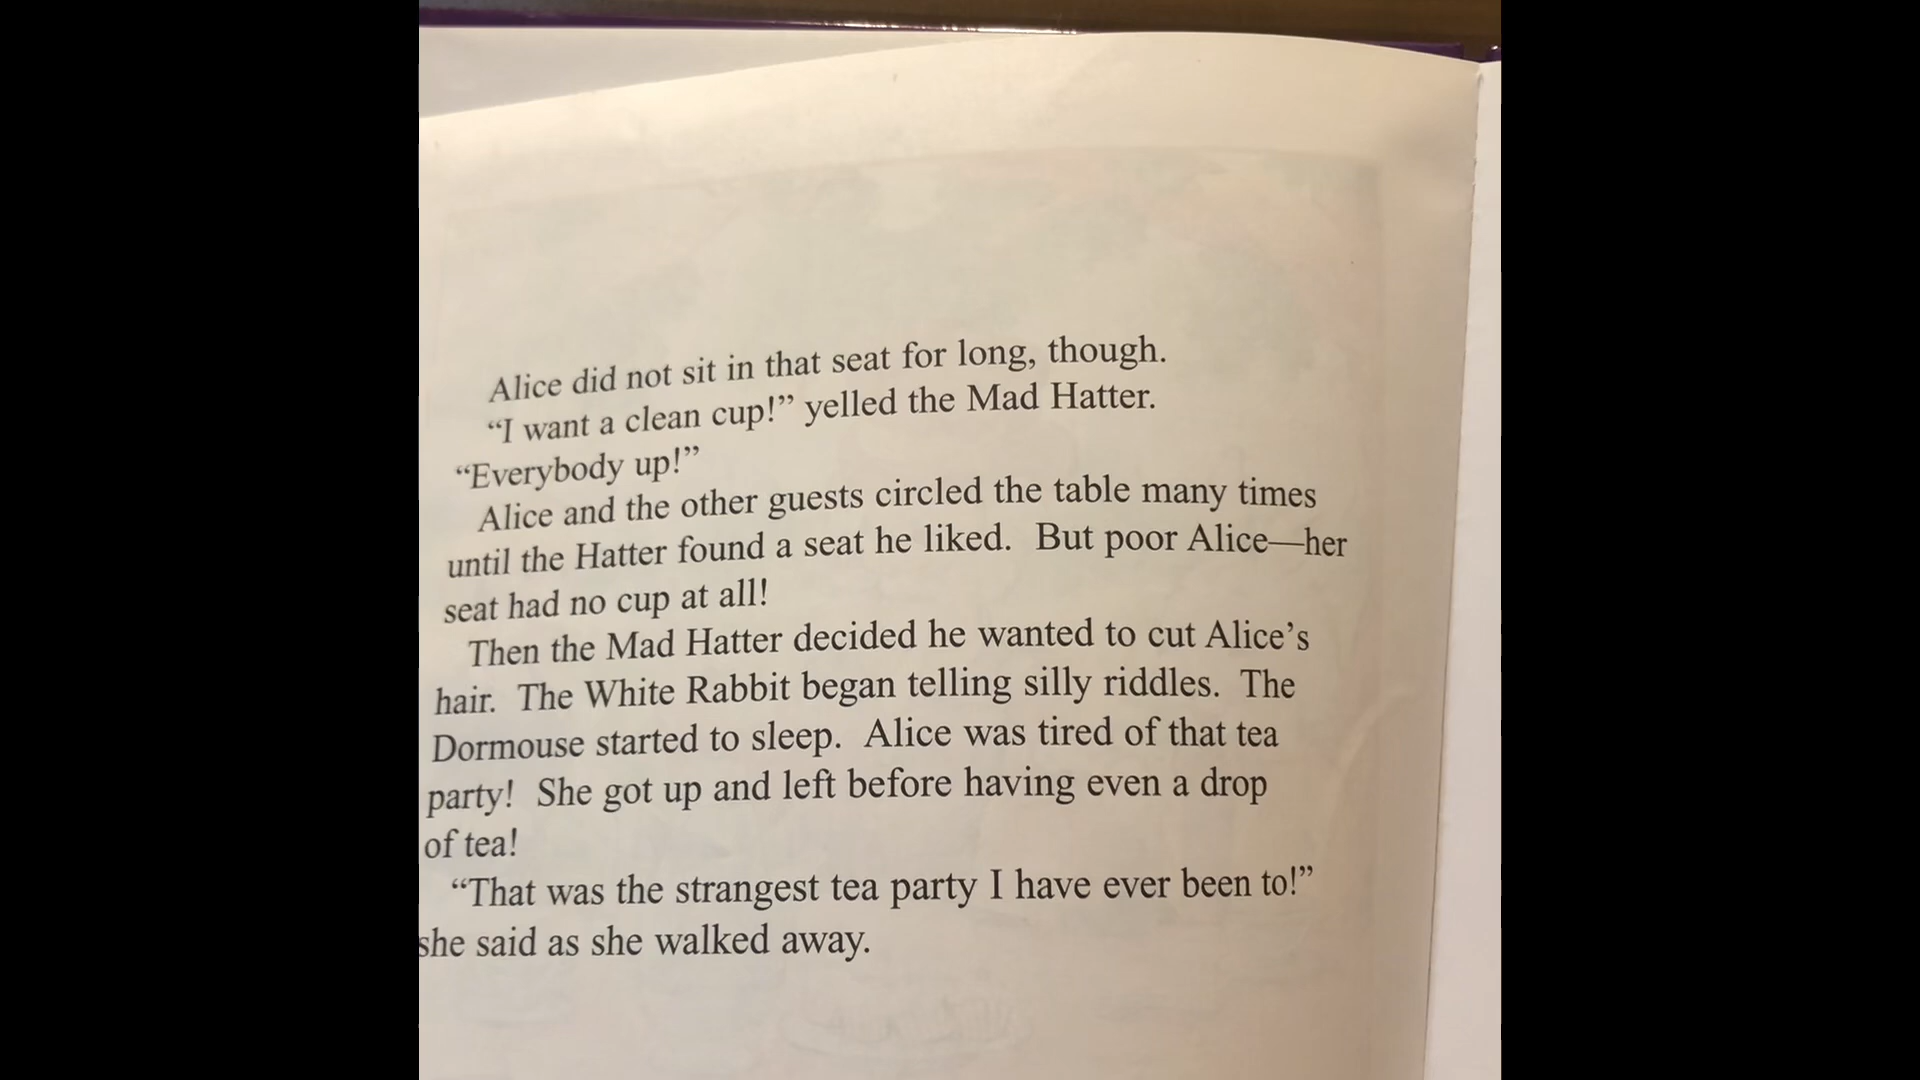 Alice did not sit in that seat for long, though.
“I want a clean cup!” yelled the Mad Hatter.
“Everybody up!”
Alice and the other guests circled the table many times
until the Hatter found a seat he liked.  But poor Alice—her
seat had no cup at all!
Then the Mad Hatter decided he wanted to cut Alice’s
hair.  The White Rabbit began telling silly riddles.  The
Dormouse started to sleep.  Alice was tired of that tea
party!  She got up and left before having even a drop
of tea!
“That was the strangest tea party I have ever been to!”
she said as she walked away.